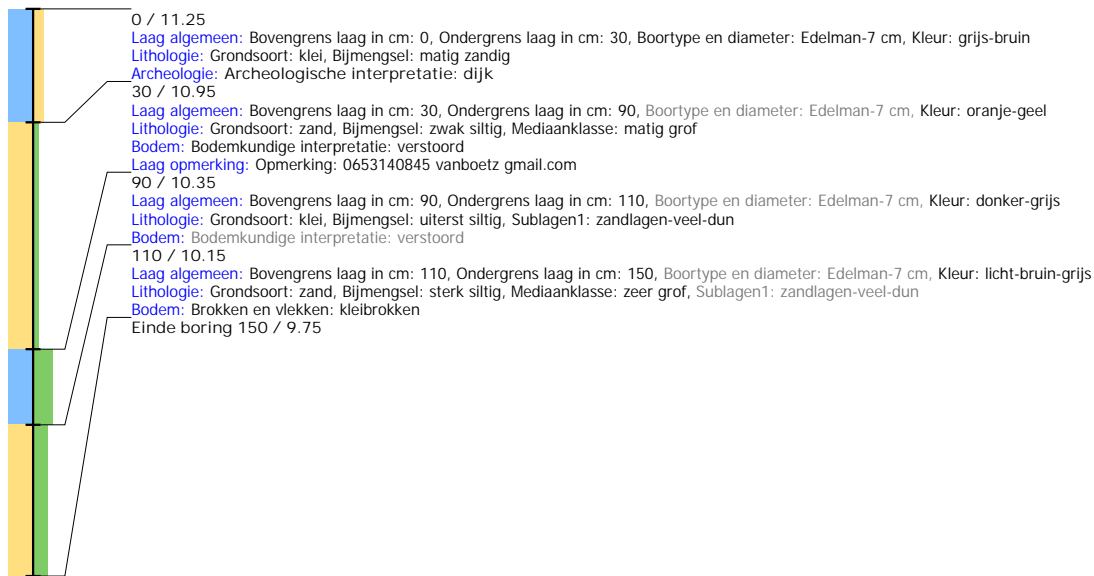 0 / 11.25
Laag algemeen: Bovengrens laag in cm: 0, Ondergrens laag in cm: 30, Boortype en diameter: Edelman-7 cm, Kleur: grijs-bruin
Lithologie: Grondsoort: klei, Bijmengsel: matig zandig
Archeologie: Archeologische interpretatie: dijk
30 / 10.95
Laag algemeen: Bovengrens laag in cm: 30, Ondergrens laag in cm: 90, Boortype en diameter: Edelman-7 cm, Kleur: oranje-geel
Lithologie: Grondsoort: zand, Bijmengsel: zwak siltig, Mediaanklasse: matig grof
Bodem: Bodemkundige interpretatie: verstoord
Laag opmerking: Opmerking: 0653140845 vanboetz gmail.com
90 / 10.35
Laag algemeen: Bovengrens laag in cm: 90, Ondergrens laag in cm: 110, Boortype en diameter: Edelman-7 cm, Kleur: donker-grijs
Lithologie: Grondsoort: klei, Bijmengsel: uiterst siltig, Sublagen1: zandlagen-veel-dun
Bodem: Bodemkundige interpretatie: verstoord
110 / 10.15
Laag algemeen: Bovengrens laag in cm: 110, Ondergrens laag in cm: 150, Boortype en diameter: Edelman-7 cm, Kleur: licht-bruin-grijs
Lithologie: Grondsoort: zand, Bijmengsel: sterk siltig, Mediaanklasse: zeer grof, Sublagen1: zandlagen-veel-dun
Bodem: Brokken en vlekken: kleibrokken
Einde boring 150 / 9.75